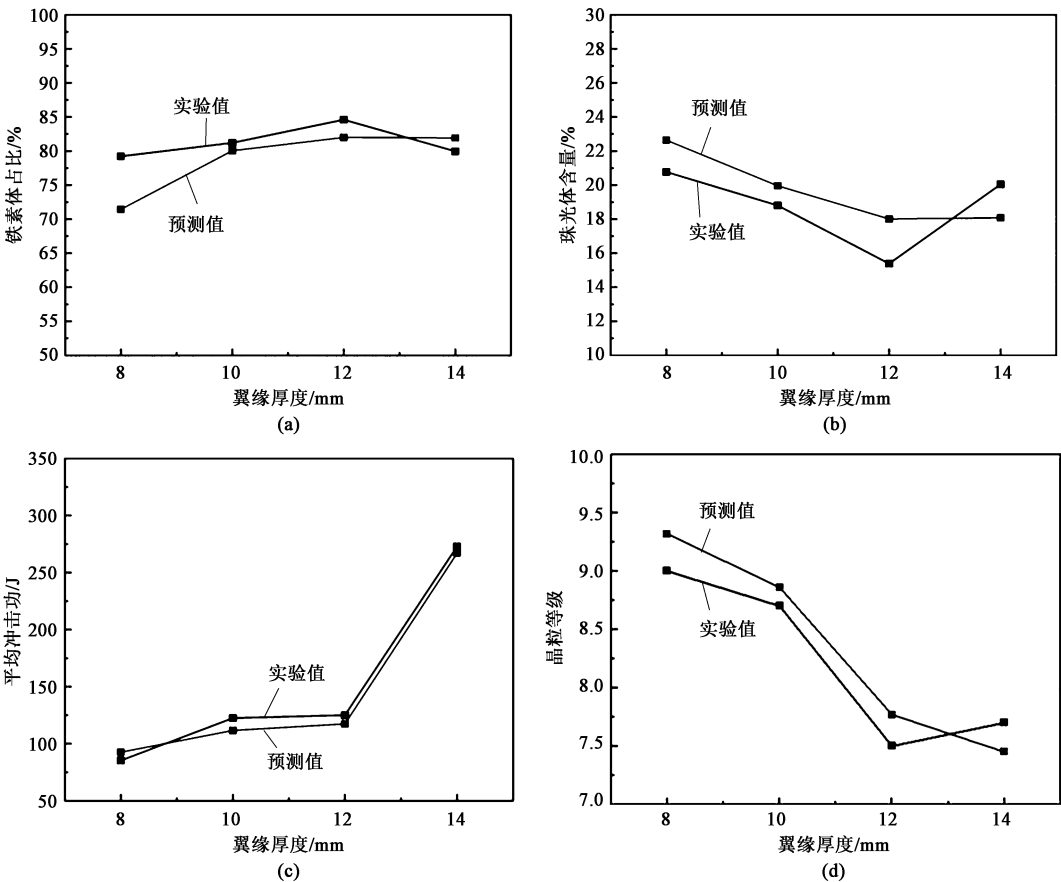 100
95
90
85
80
75
70
65
60
55
50
铁素体占比/%
实验值
预测值
8 10 12 14
翼缘厚度/mm
(a)
30
28
26
24
22
20
18
16
14
12
10
珠光体含量/%
预测值
实验值
8 10 12 14
翼缘厚度/mm
(b)
350
300
250
200
150
100
50
平均冲击功/J
实验值
预测值
8 10 12 14
翼缘厚度/mm
(c)
10.0
9.5
9.0
8.5
8.0
7.5
7.0
晶粒等级
预测值
实验值
8 10 12 14
翼缘厚度/mm
(d)